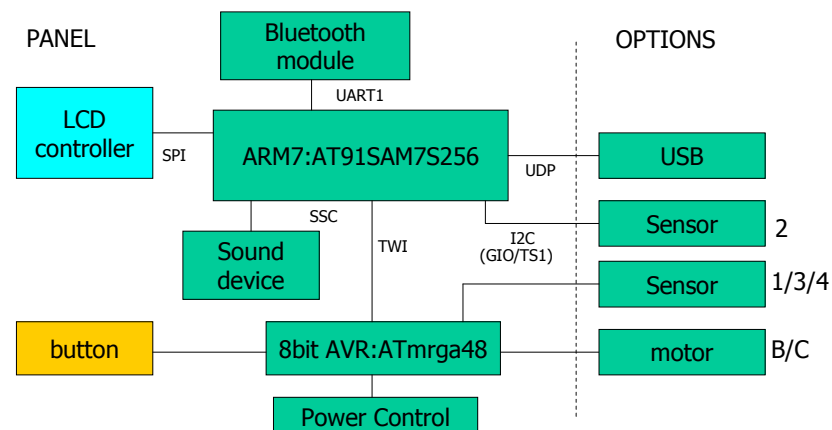 PANEL
Bluetooth
module
OPTIONS
UART1
LCD
controller
SPI
ARM7:AT91SAM7S256
UDP
USB
SSC
TWI
I2C
(GIO/TS1)
Sensor
2
Sound
device
Sensor
1/3/4
button
8bit AVR:ATmrga48
motor
B/C
Power Control